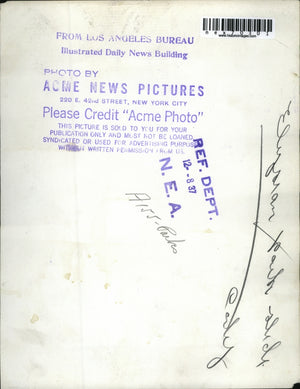 FROM LOS ANGELES BUREAU
Illustrated Daily News Building
PHOTO BY
ACME NEWS PICTURES
220 E. 42ND STREET, NEW YORK CITY
Please Credit "Acme Photo"
THIS PICTURE IS SOLD TO YOU FOR YOUR
PUBLICATION ONLY AND MUST NOT BE LOANED,
SYNDICATED OR USED FOR ADVERTISING PURPOSES
WITHOUT WRITTEN PERMISSION FROM US
REF. DEPT.
12-8 37
N. E. A.